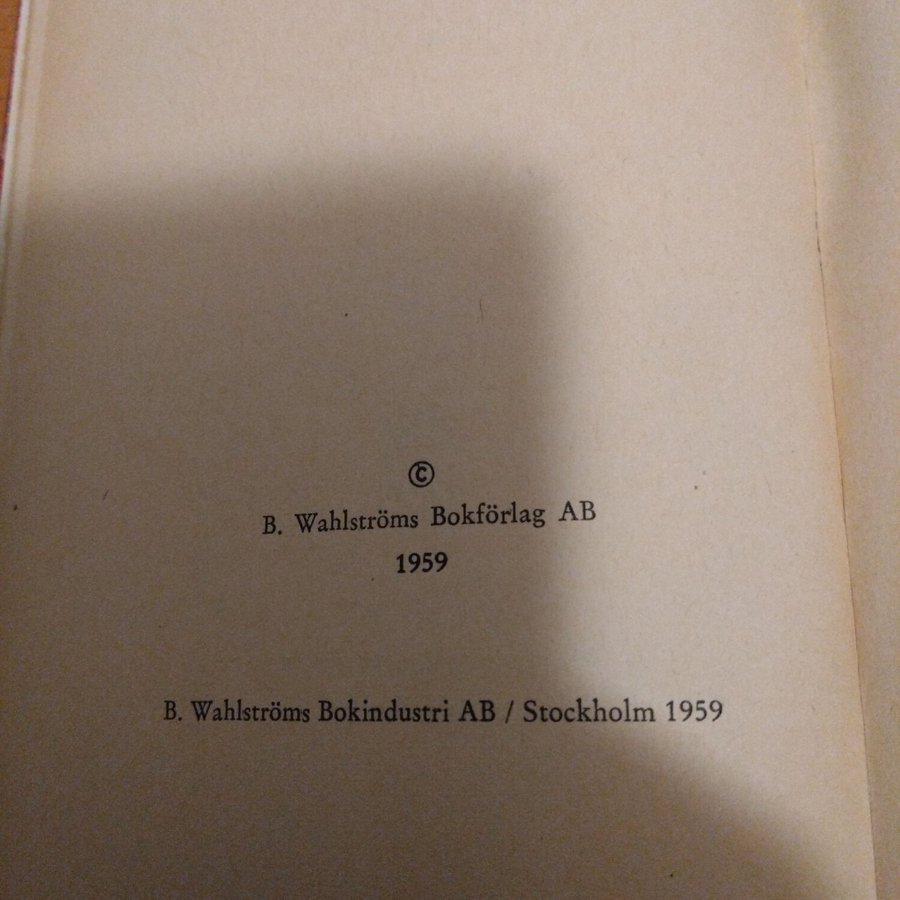 ©
B. Wahlströms Bokförlag AB
1959
B. Wahlströms Bokindustri AB / Stockholm 1959